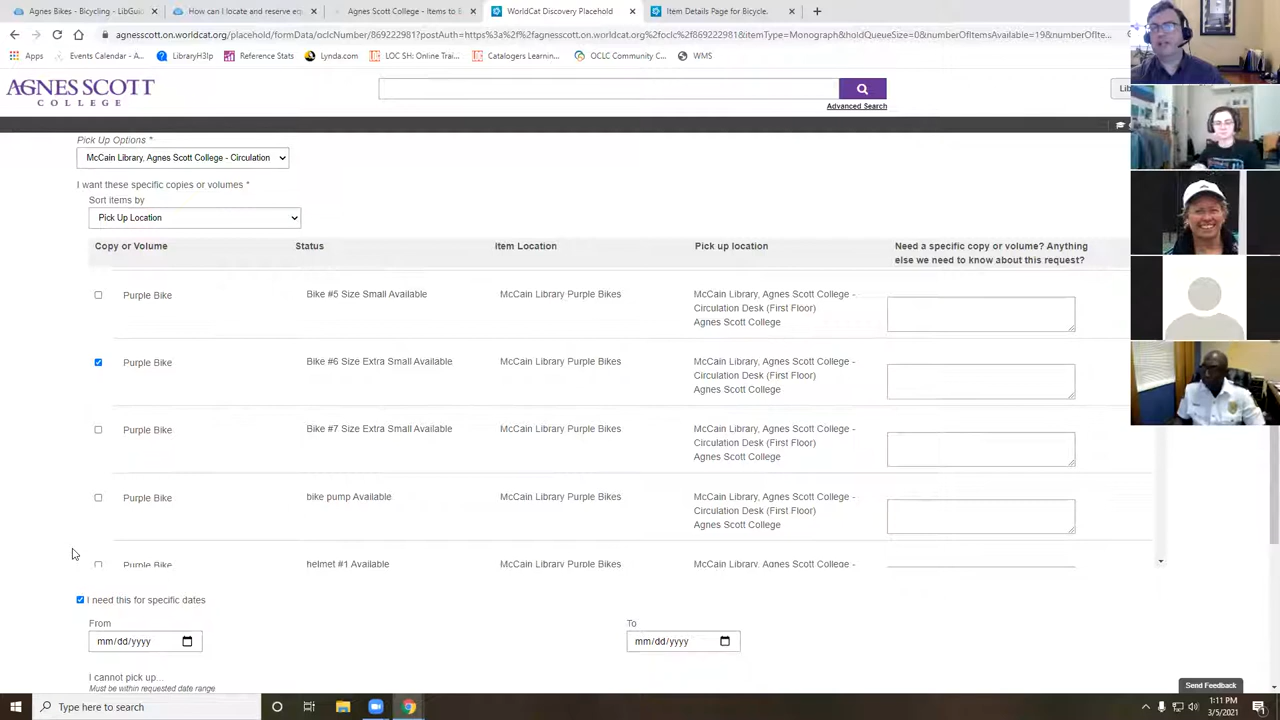 Agnes Bikes - Bicycling - LibGui
How can I locate and reserve eq
Agnes Scott College - Items to B
WorldCat Discovery Placehold
Item Details Page for Bicycle.
agnesscott.on.worldcat.org/placehold/formData/oclcNumber/869222981?portalUrl=https%3a%2f%2fagnesscott.on.worldcat.org%2foclc%2f869222981&itemType=Monograph&holdQueueSize=0&numberOfItemsAvailable=19&numberOfIte...
Apps
Events Calendar - A...
LibraryH3lp
Reference Stats
Lynda.com
LOC SH: Online Trai...
Catalogers Learnin...
OCLC Community C...
WMS
AGNES SCOTT
COLLEGE
Lib
Advanced Search
Pick Up Options *
McCain Library, Agnes Scott College - Circulation
I want these specific copies or volumes *
Sort items by
Pick Up Location
Copy or Volume Status Item Location Pick up location Need a specific copy or volume? Anything
else we need to know about this request?
Purple Bike Bike #5 Size Small Available McCain Library Purple Bikes McCain Library, Agnes Scott College -
Circulation Desk (First Floor)
Agnes Scott College
Purple Bike Bike #6 Size Extra Small Available McCain Library Purple Bikes McCain Library, Agnes Scott College -
Circulation Desk (First Floor)
Agnes Scott College
Purple Bike Bike #7 Size Extra Small Available McCain Library Purple Bikes McCain Library, Agnes Scott College -
Circulation Desk (First Floor)
Agnes Scott College
Purple Bike bike pump Available McCain Library Purple Bikes McCain Library, Agnes Scott College -
Circulation Desk (First Floor)
Agnes Scott College
Purple Bike helmet #1 Available McCain Library Purple Bikes McCain Library, Agnes Scott College -
I need this for specific dates
From To
mm/dd/yyyy mm/dd/yyyy
I cannot pick up...
Must be within requested date range
Send Feedback
Type here to search
1:11 PM
3/5/2021